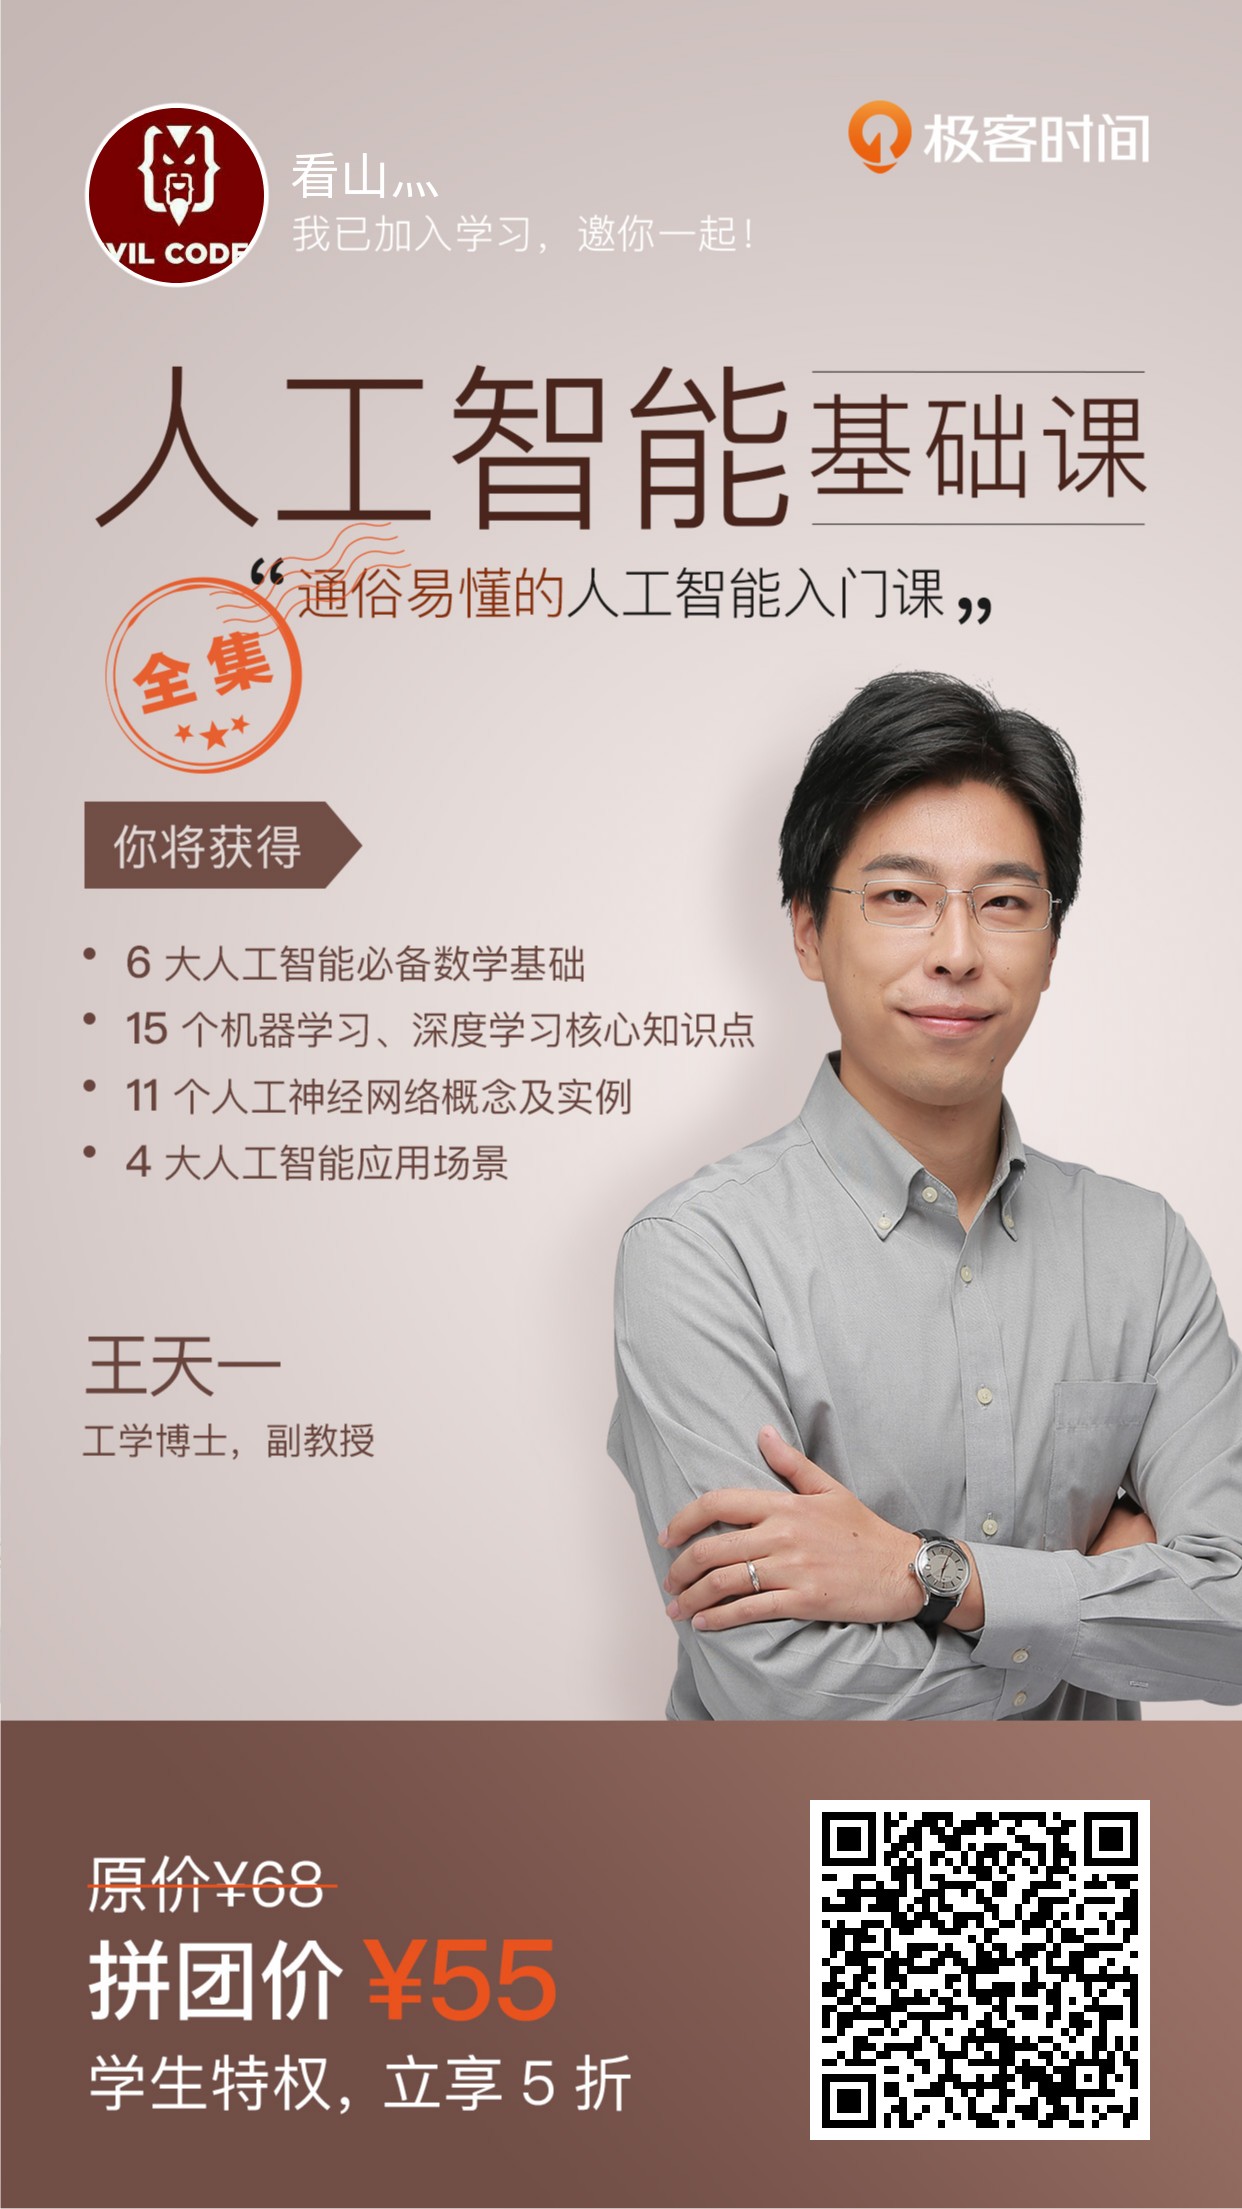 极客时间
看山灬
我已加入学习，邀你一起！
VIL CODE
人工智能基础课
“通俗易懂的人工智能入门课”
全集
你将获得
• 6 大人工智能必备数学基础
• 15 个机器学习、深度学习核心知识点
• 11 个人工神经网络概念及实例
• 4 大人工智能应用场景
王天一
工学博士，副教授
原价¥68
拼团价 ¥55
学生特权，立享 5 折